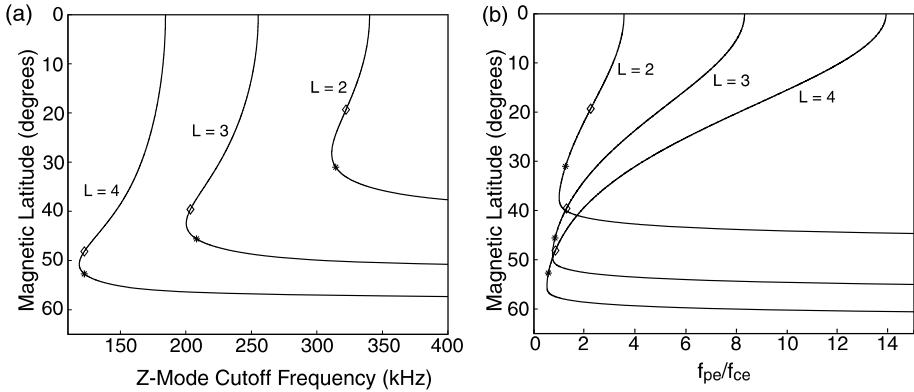 (a)
0
10
20
30
40
50
60
Magnetic Latitude (degrees)
L = 2
L = 3
L = 4
150
200
250
300
350
400
Z-Mode Cutoff Frequency (kHz)
(b)
0
10
20
30
40
50
60
Magnetic Latitude (degrees)
L = 2
L = 3
L = 4
0
2
4
6
8
10
12
14
fpe/fce